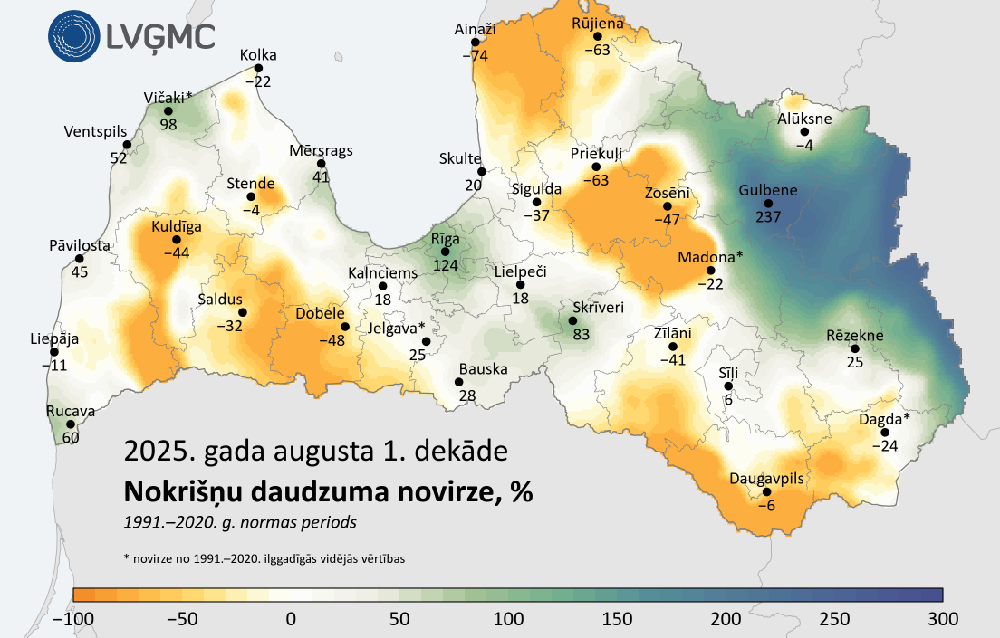 LVĢMC
Ainaži
−74
Rūjiena
−63
Kolka
−22
Vičaki*
98
Ventspils
52
Alūksne
−4
Mērsrags
41
Skulte
20
Priekuļi
−63
Stende
−4
Sigulda
−37
Zosēni
−47
Gulbene
237
Kuldīga
−44
Pāvilosta
45
Rīga
124
Madona*
−22
Kalnciems
18
Lielpeči
18
Saldus
−32
Dobele
−48
Skrīveri
83
Jelgava*
25
Zīlāni
−41
Rēzekne
25
Liepāja
−11
Bauska
28
Sīļi
6
Rucava
60
Dagda*
−24
Daugavpils
−6
2025. gada augusta 1. dekāde
Nokrišņu daudzuma novirze, %
1991.–2020. g. normas periods
* novirze no 1991.–2020. ilggadīgās vidējās vērtības
−100 −50 0 50 100 150 200 250 300